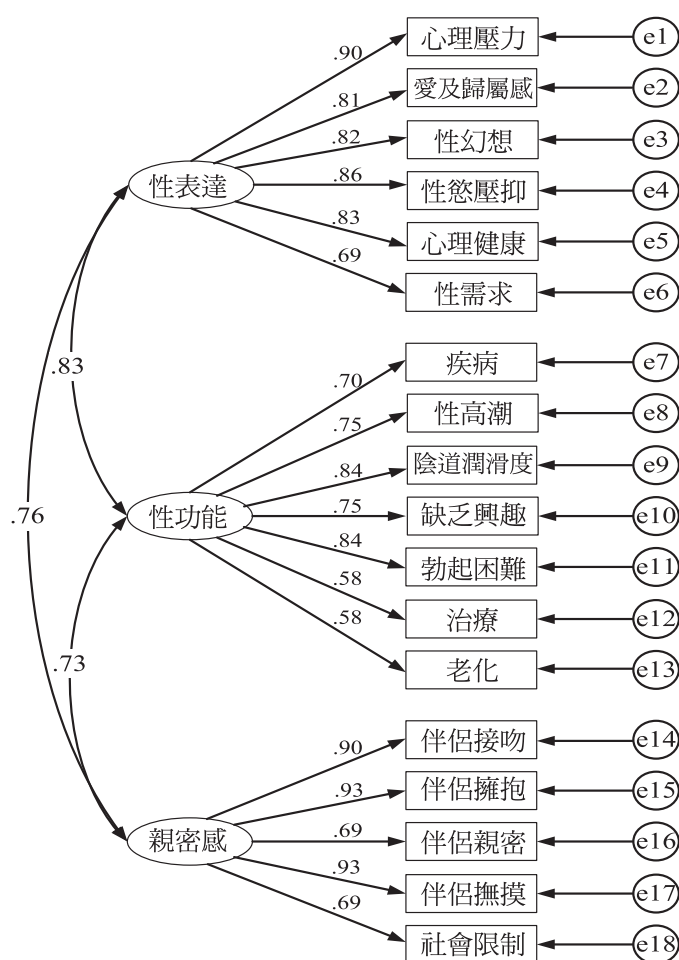 .90 心理壓力 e1
.81 愛及歸屬感 e2
.82 性幻想 e3
性表達 .86 性慾壓抑 e4
.83 心理健康 e5
.69 性需求 e6
.83
.70 疾病 e7
.75 性高潮 e8
.84 陰道潤滑度 e9
.76 性功能 .75 缺乏興趣 e10
.84 勃起困難 e11
.58 治療 e12
.58 老化 e13
.73
.90 伴侶接吻 e14
.93 伴侶擁抱 e15
親密感 .69 伴侶親密 e16
.93 伴侶撫摸 e17
.69 社會限制 e18